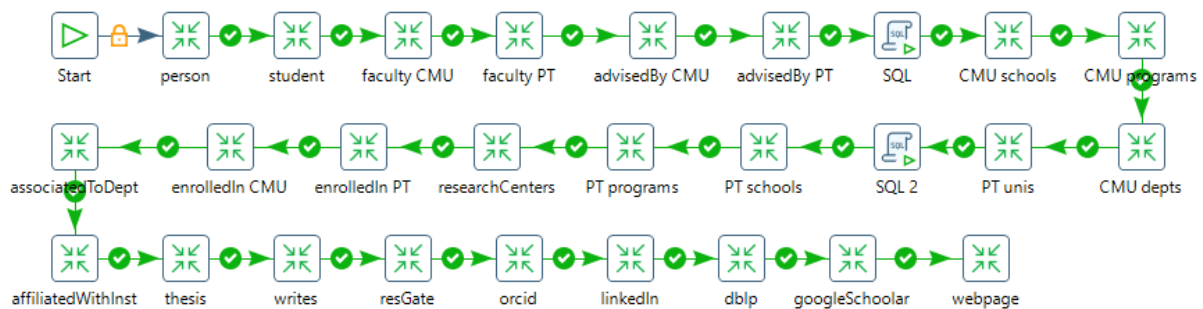 Start
person
student
faculty CMU
faculty PT
advisedBy CMU
advisedBy PT
SQL
SQL
CMU schools
CMU programs
associatedToDept
enrolledIn CMU
enrolledIn PT
researchCenters
PT programs
PT schools
SQL
SQL 2
PT unis
CMU depts
affiliatedWithInst
thesis
writes
resGate
orcid
linkedIn
dblp
googleSchoolar
webpage